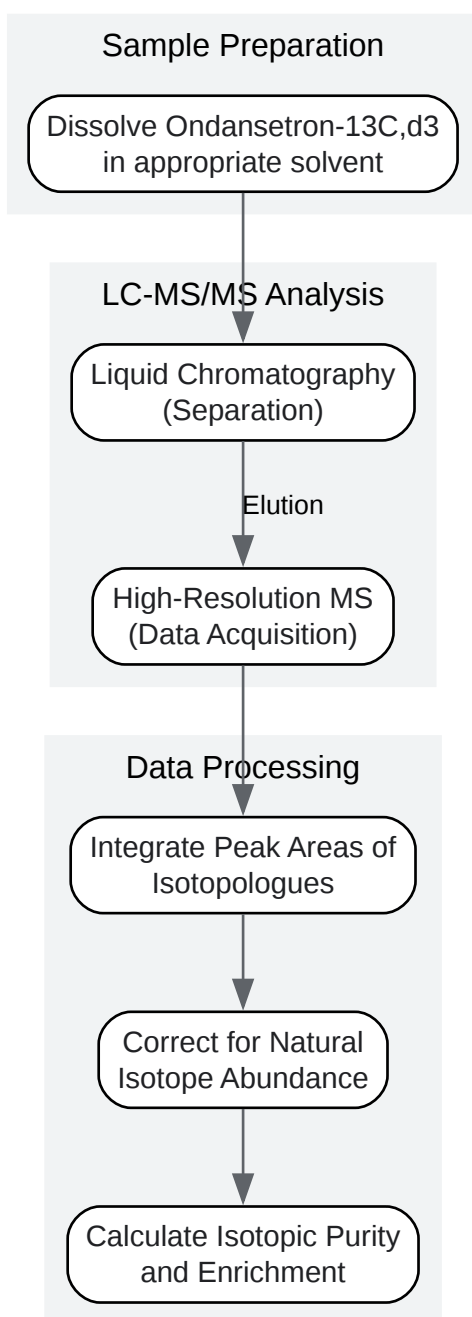 Sample Preparation
Dissolve Ondansetron-13C,d3
in appropriate solvent
LC-MS/MS Analysis
Liquid Chromatography
(Separation)
Elution
High-Resolution MS
(Data Acquisition)
Data Processing
Integrate Peak Areas of
Isotopologues
Correct for Natural
Isotope Abundance
Calculate Isotopic Purity
and Enrichment